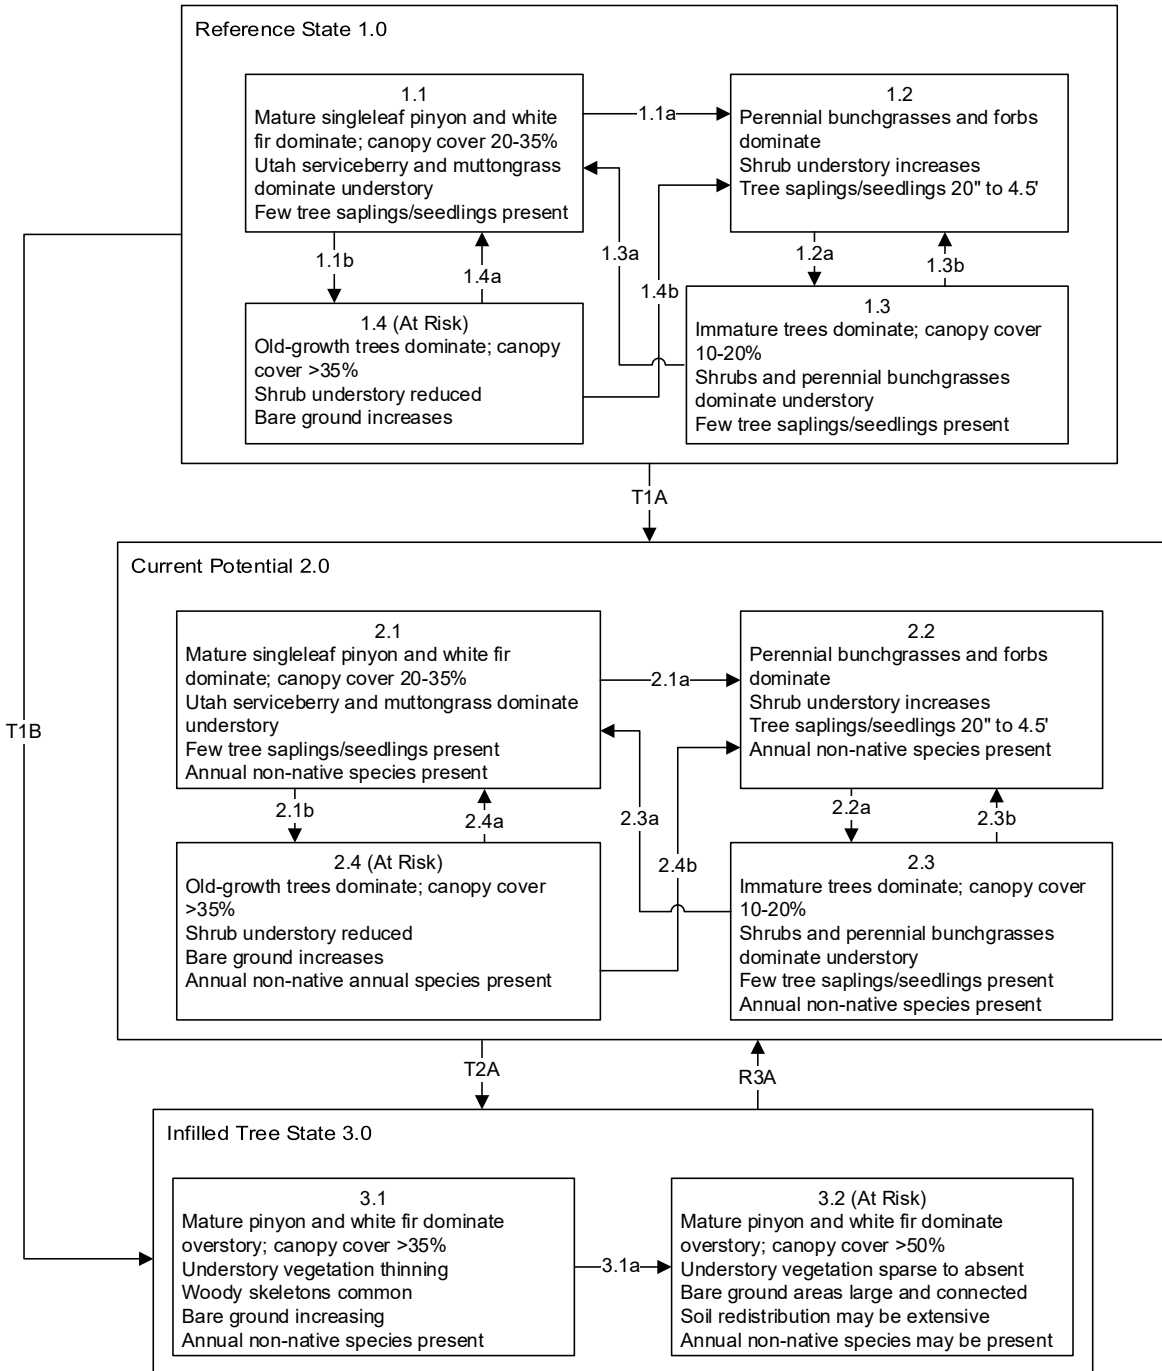 Reference State 1.0
1.1
Mature singleleaf pinyon and white
fir dominate; canopy cover 20-35%
Utah serviceberry and muttongrass
dominate understory
Few tree saplings/seedlings present
1.1a
1.2
Perennial bunchgrasses and forbs
dominate
Shrub understory increases
Tree saplings/seedlings 20" to 4.5'
1.1b
1.4a
1.3a
1.4b
1.2a
1.3b
1.4 (At Risk)
Old-growth trees dominate; canopy
cover >35%
Shrub understory reduced
Bare ground increases
1.3
Immature trees dominate; canopy cover
10-20%
Shrubs and perennial bunchgrasses
dominate understory
Few tree saplings/seedlings present
T1A
T1B
Current Potential 2.0
2.1
Mature singleleaf pinyon and white fir
dominate; canopy cover 20-35%
Utah serviceberry and muttongrass dominate
understory
Few tree saplings/seedlings present
Annual non-native species present
2.1a
2.2
Perennial bunchgrasses and forbs
dominate
Shrub understory increases
Tree saplings/seedlings 20" to 4.5'
Annual non-native species present
2.1b
2.4a
2.3a
2.4b
2.2a
2.3b
2.4 (At Risk)
Old-growth trees dominate; canopy cover
>35%
Shrub understory reduced
Bare ground increases
Annual non-native annual species present
2.3
Immature trees dominate; canopy cover
10-20%
Shrubs and perennial bunchgrasses
dominate understory
Few tree saplings/seedlings present
Annual non-native species present
T2A
R3A
Infilled Tree State 3.0
3.1
Mature pinyon and white fir dominate
overstory; canopy cover >35%
Understory vegetation thinning
Woody skeletons common
Bare ground increasing
Annual non-native species present
3.1a
3.2 (At Risk)
Mature pinyon and white fir dominate
overstory; canopy cover >50%
Understory vegetation sparse to absent
Bare ground areas large and connected
Soil redistribution may be extensive
Annual non-native species may be present